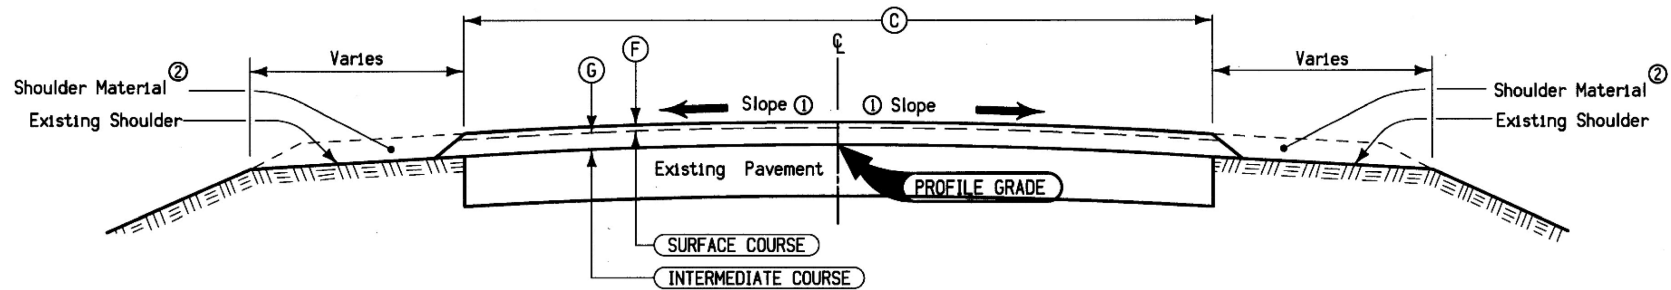 C
F
℄
G
Varies
Varies
Shoulder Material ②
Existing Shoulder
Slope ①
① Slope
Shoulder Material ②
Existing Shoulder
Existing Pavement
PROFILE GRADE
SURFACE COURSE
INTERMEDIATE COURSE